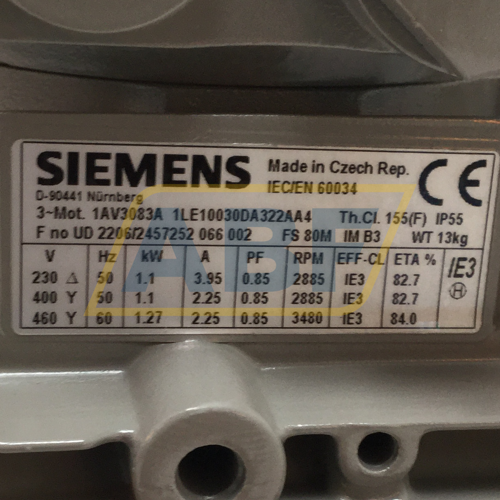 SIEMENS Made in Czech Rep. CE
D-90441 Nürnberg IEC/EN 60034
3~Mot. 1AV3083A 1LE10030DA322AA4 Th.Cl. 155(F) IP55
F no UD 2206/2457252 066 002 FS 80M IM B3 WT 13kg
V Hz kW A PF RPM EFF-CL ETA % IE3
230 Δ 50 1.1 3.95 0.85 2885 IE3 82.7
400 Y 50 1.1 2.25 0.85 2885 IE3 82.7
460 Y 60 1.27 2.25 0.85 3480 IE3 84.0
ABF